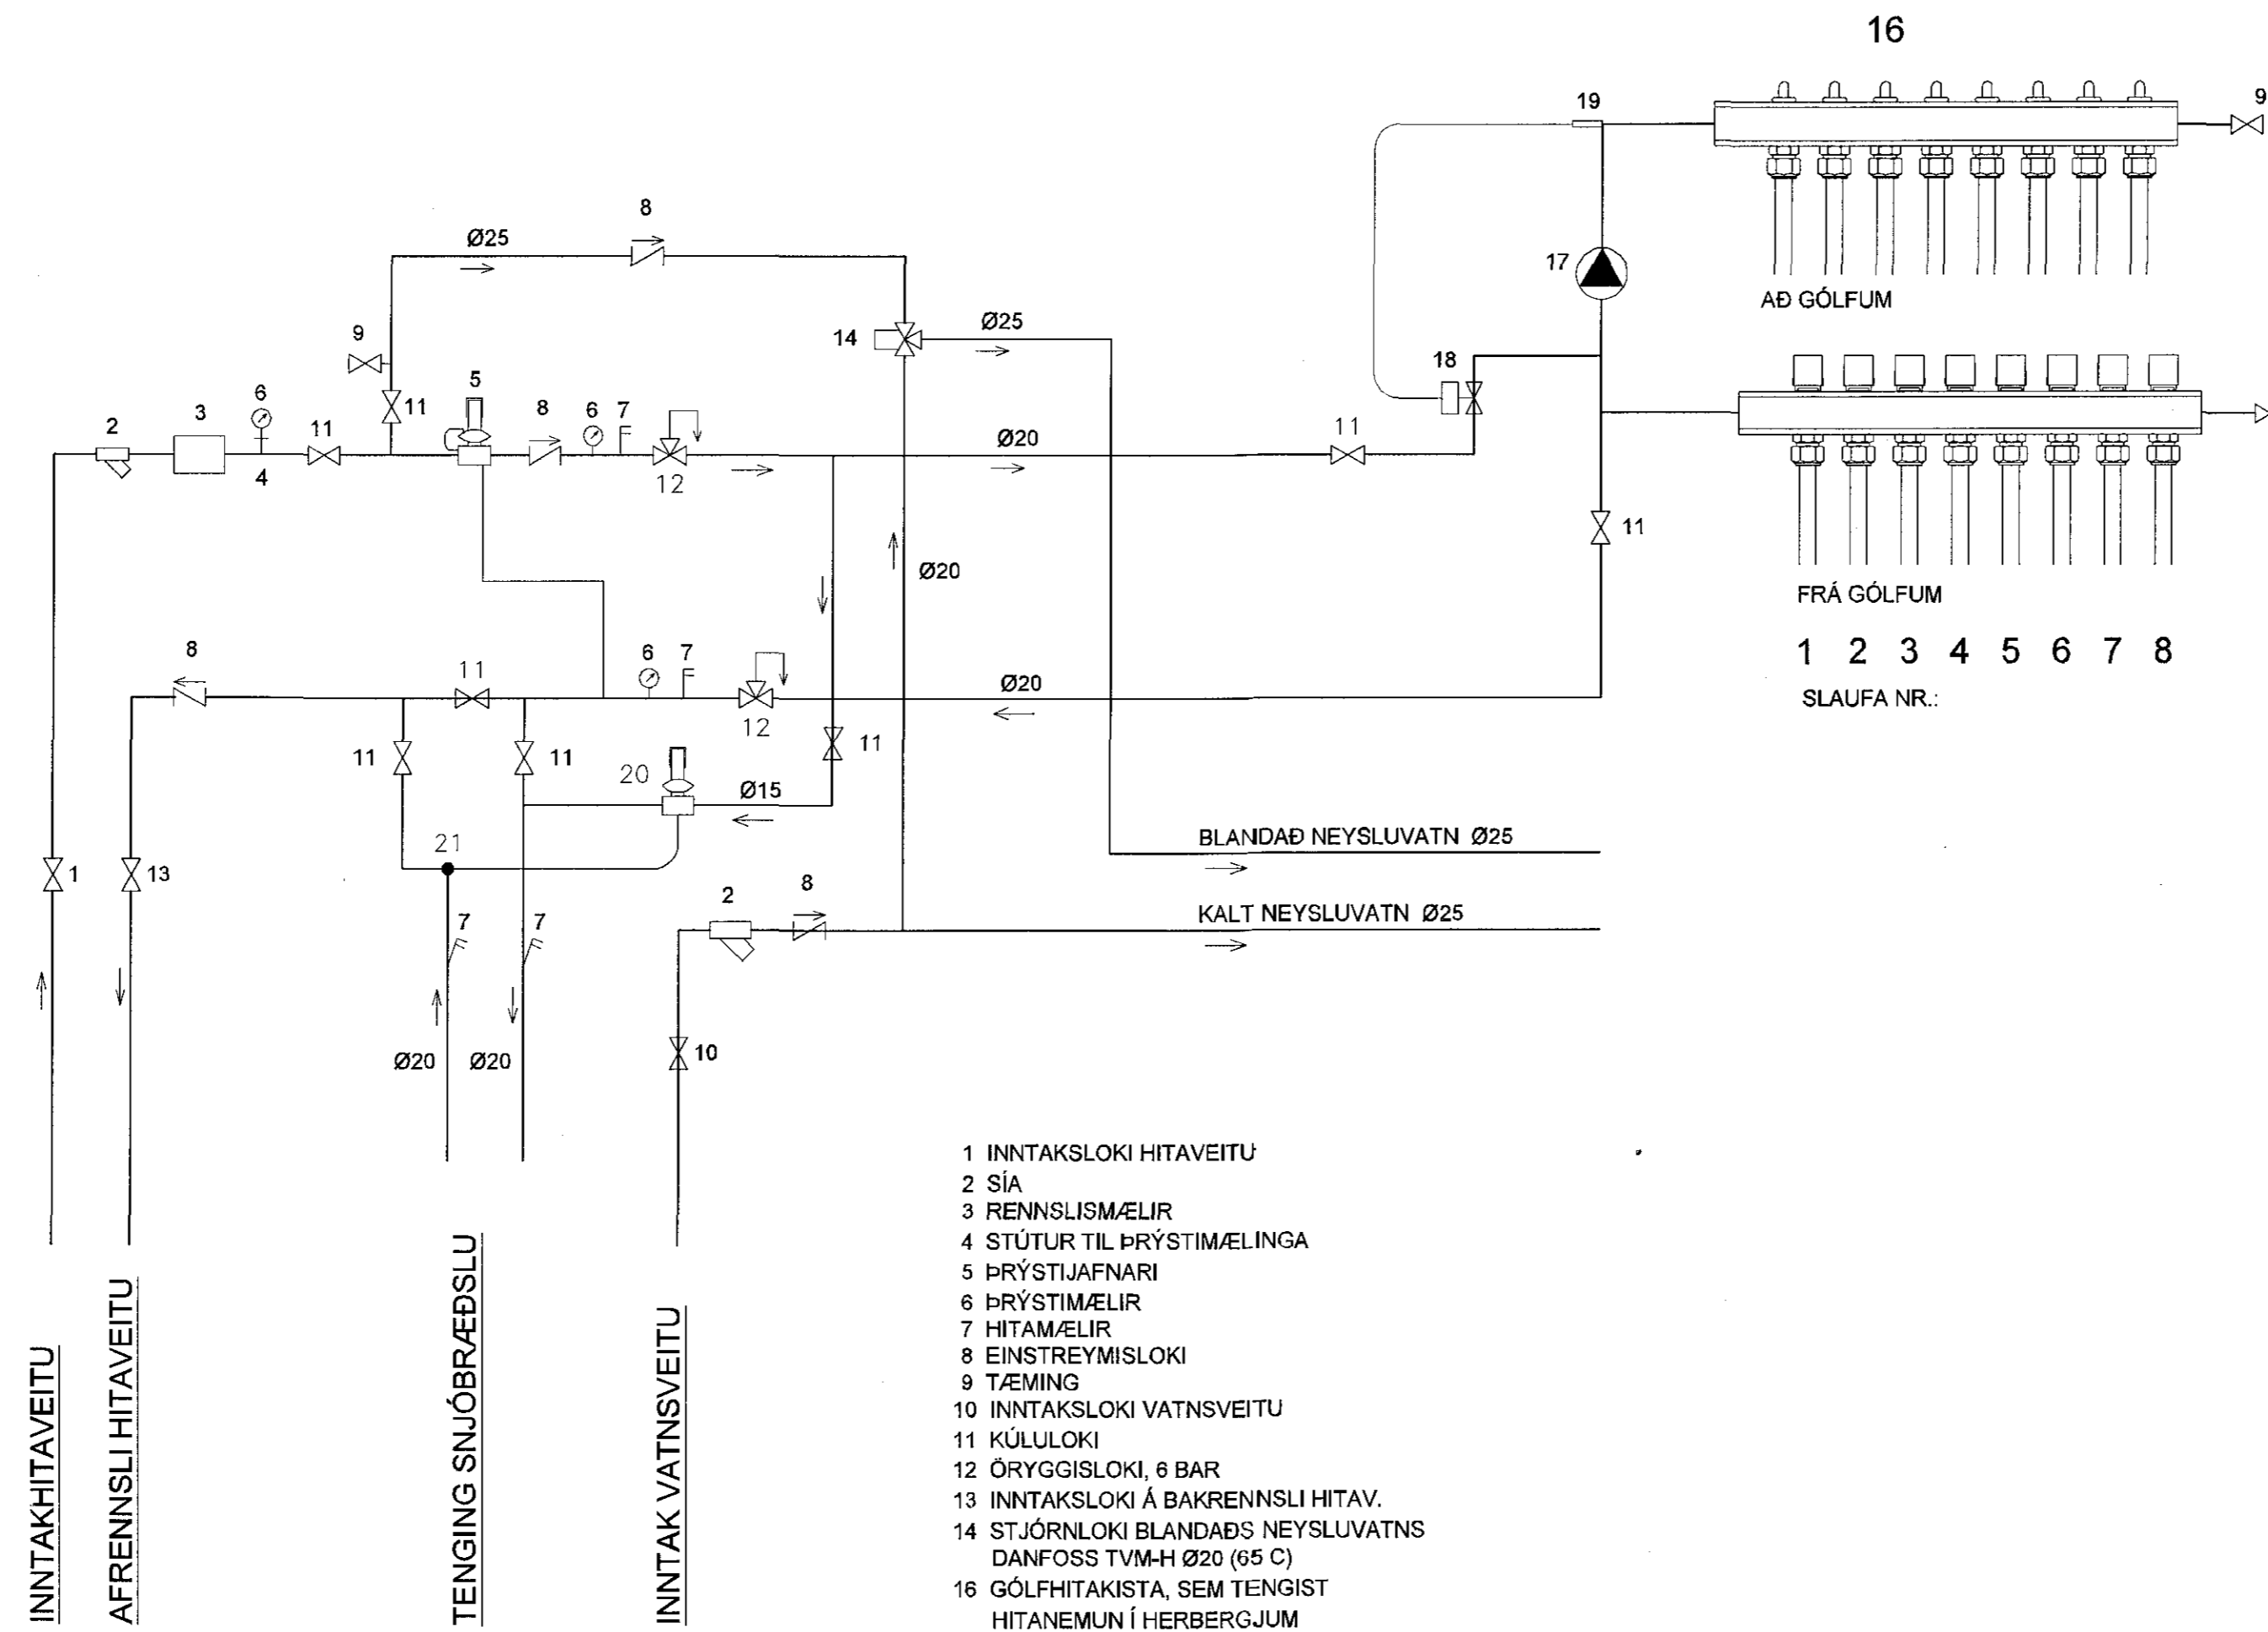 16
19
9
8
Ø25
17
AÐ GÓLFUM
9
14
Ø25
18
5
11
6
3
2
11
8
6
7
Ø20
11
4
12
11
Ø20
FRÁ GÓLFUM
1 2 3 4 5 6 7 8
SLAUFA NR.:
8
11
6
7
Ø20
12
11
11
11
20
Ø15
21
BLANDAÐ NEYSLUVATN Ø25
1
13
2
8
KALT NEYSLUVATN Ø25
7
7
Ø20
Ø20
10
INNTAKHITAVEITU
AFRENNSLI HITAVEITU
TENGING SNJÓBRÆÐSLU
INNTAK VATNSVEITU
1 INNTAKSLOKI HITAVEITU
2 SÍA
3 RENNSLISMÆLIR
4 STÚTUR TIL ÞRÝSTIMÆLINGA
5 ÞRÝSTIJAFNARI
6 ÞRÝSTIMÆLIR
7 HITAMÆLIR
8 EINSTREYMISLOKI
9 TÆMING
10 INNTAKSLOKI VATNSVEITU
11 KÚLULOKI
12 ÖRYGGISLOKI, 6 BAR
13 INNTAKSLOKI Á BAKRENNSLI HITAV.
14 STJÓRNLOKI BLANDAÐS NEYSLUVATNS
DANFOSS TVM-H Ø20 (65 C)
16 GÓLFHITAKISTA, SEM TENGIST
HITANEMUN Í HERBERGJUM